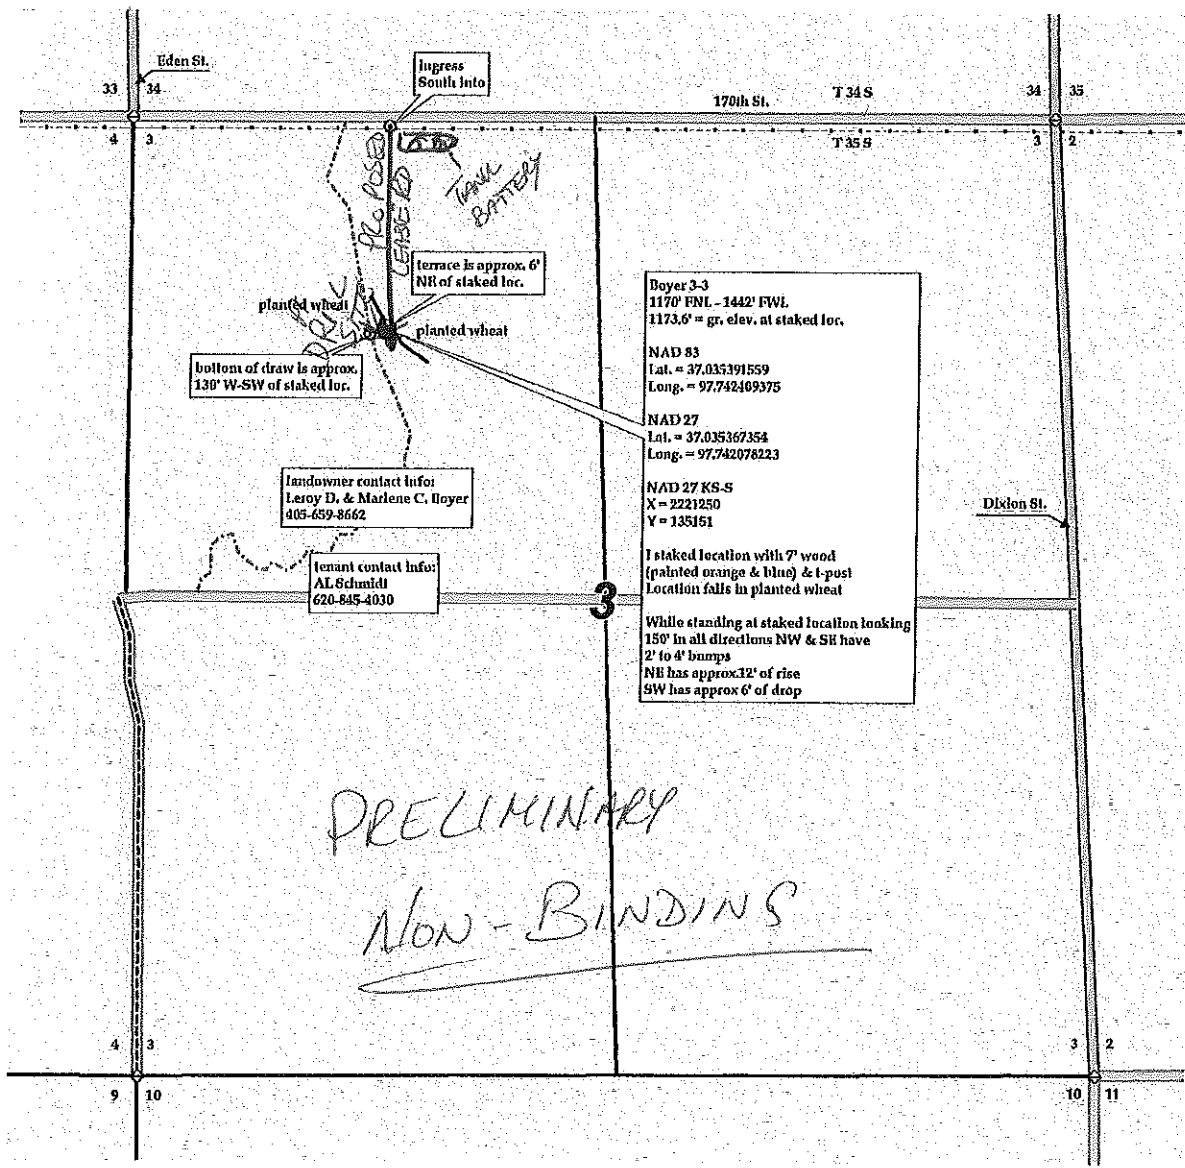 Eden St.
Ingress
South into
33 34
170th St.
T 34 S
34 35
4 3
T 35 S
3 2
PROPOSED
LEASE RD
TANK
BATTERY
terrace is approx. 6'
NE of staked loc.
planted wheat
DRILL
SITE
planted wheat
bottom of draw is approx.
130' W-SW of staked loc.
Boyer 3-3
1170' FNL - 1442' FWL
1173.6' = gr. elev. at staked loc.
NAD 83
Lat. = 37.035391559
Long. = 97.742409375
NAD 27
Lat. = 37.035367354
Long. = 97.742078223
NAD 27 KS-S
X = 2221250
Y = 135151
I staked location with 7' wood
(painted orange & blue) & t-post
Location falls in planted wheat
While standing at staked location looking
150' in all directions NW & SE have
2' to 4' bumps
NE has approx.12' of rise
SW has approx 6' of drop
landowner contact info:
Leroy D. & Marlene C. Boyer
405-659-8662
tenant contact info:
AL Schmidt
620-845-4030
Dixion St.
3
PRELIMINARY
NON-BINDING
4 3
3 2
9 10
10 11